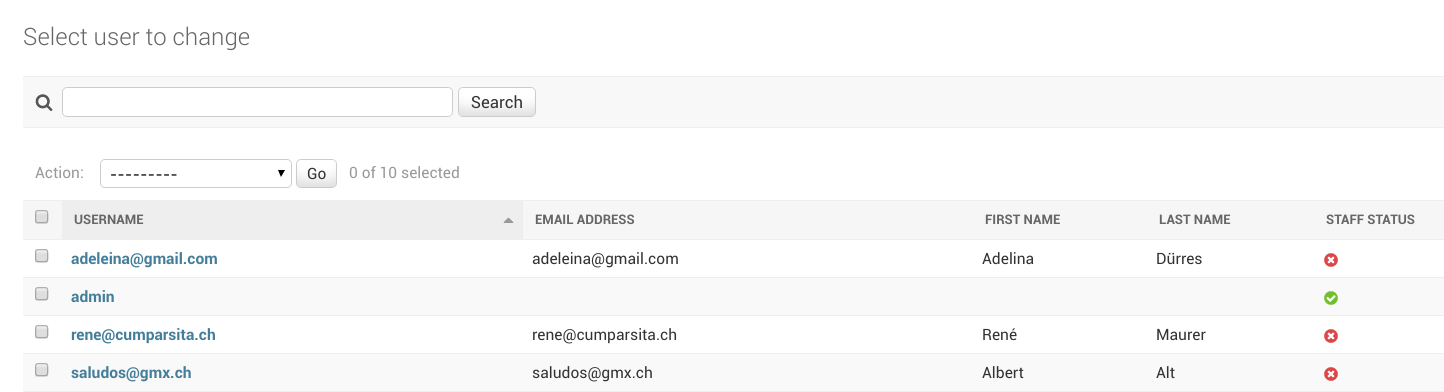 Select user to change
Search
Action: --------- Go 0 of 10 selected
USERNAME EMAIL ADDRESS FIRST NAME LAST NAME STAFF STATUS
adeleina@gmail.com adeleina@gmail.com Adelina Dürres
admin
rene@cumparsita.ch rene@cumparsita.ch René Maurer
saludos@gmx.ch saludos@gmx.ch Albert Alt